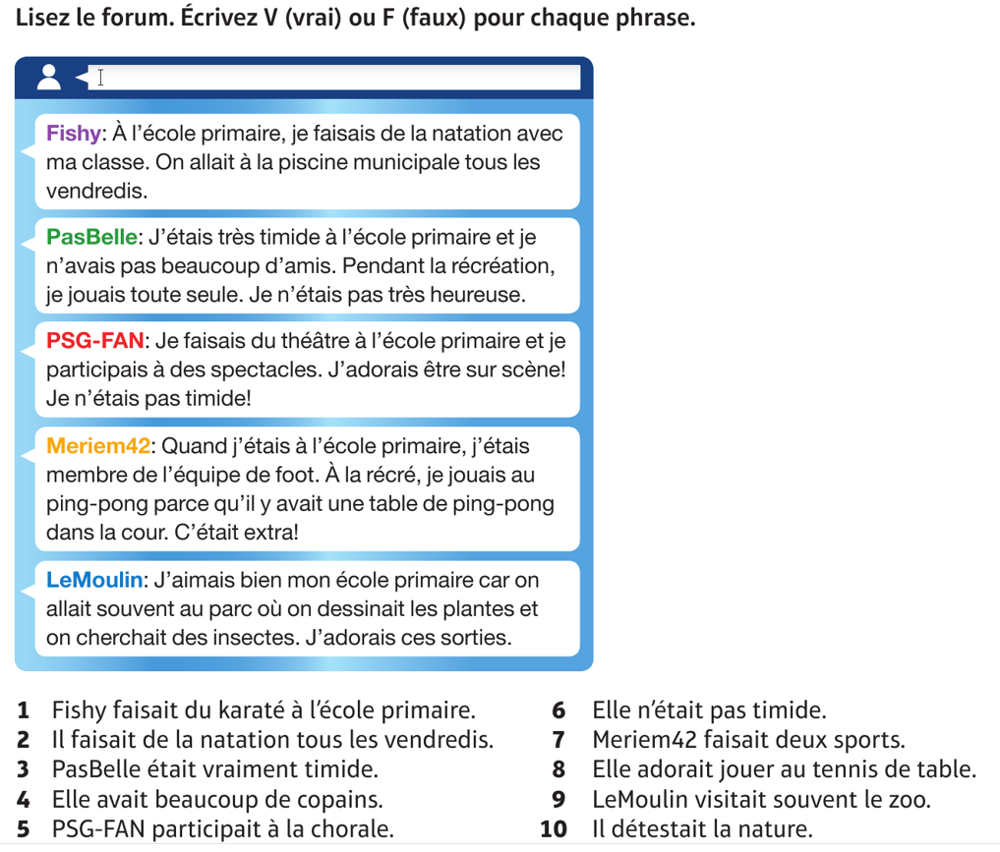 Lisez le forum. Écrivez V (vrai) ou F (faux) pour chaque phrase.
Fishy: À l'école primaire, je faisais de la natation avec
ma classe. On allait à la piscine municipale tous les
vendredis.
PasBelle: J'étais très timide à l'école primaire et je
n'avais pas beaucoup d'amis. Pendant la récréation,
je jouais toute seule. Je n'étais pas très heureuse.
PSG-FAN: Je faisais du théâtre à l'école primaire et je
participais à des spectacles. J'adorais être sur scène!
Je n'étais pas timide!
Meriem42: Quand j'étais à l'école primaire, j'étais
membre de l'équipe de foot. À la récré, je jouais au
ping-pong parce qu'il y avait une table de ping-pong
dans la cour. C'était extra!
LeMoulin: J'aimais bien mon école primaire car on
allait souvent au parc où on dessinait les plantes et
on cherchait des insectes. J'adorais ces sorties.
1 Fishy faisait du karaté à l'école primaire.
2 Il faisait de la natation tous les vendredis.
3 PasBelle était vraiment timide.
4 Elle avait beaucoup de copains.
5 PSG-FAN participait à la chorale.
6 Elle n'était pas timide.
7 Meriem42 faisait deux sports.
8 Elle adorait jouer au tennis de table.
9 LeMoulin visitait souvent le zoo.
10 Il détestait la nature.